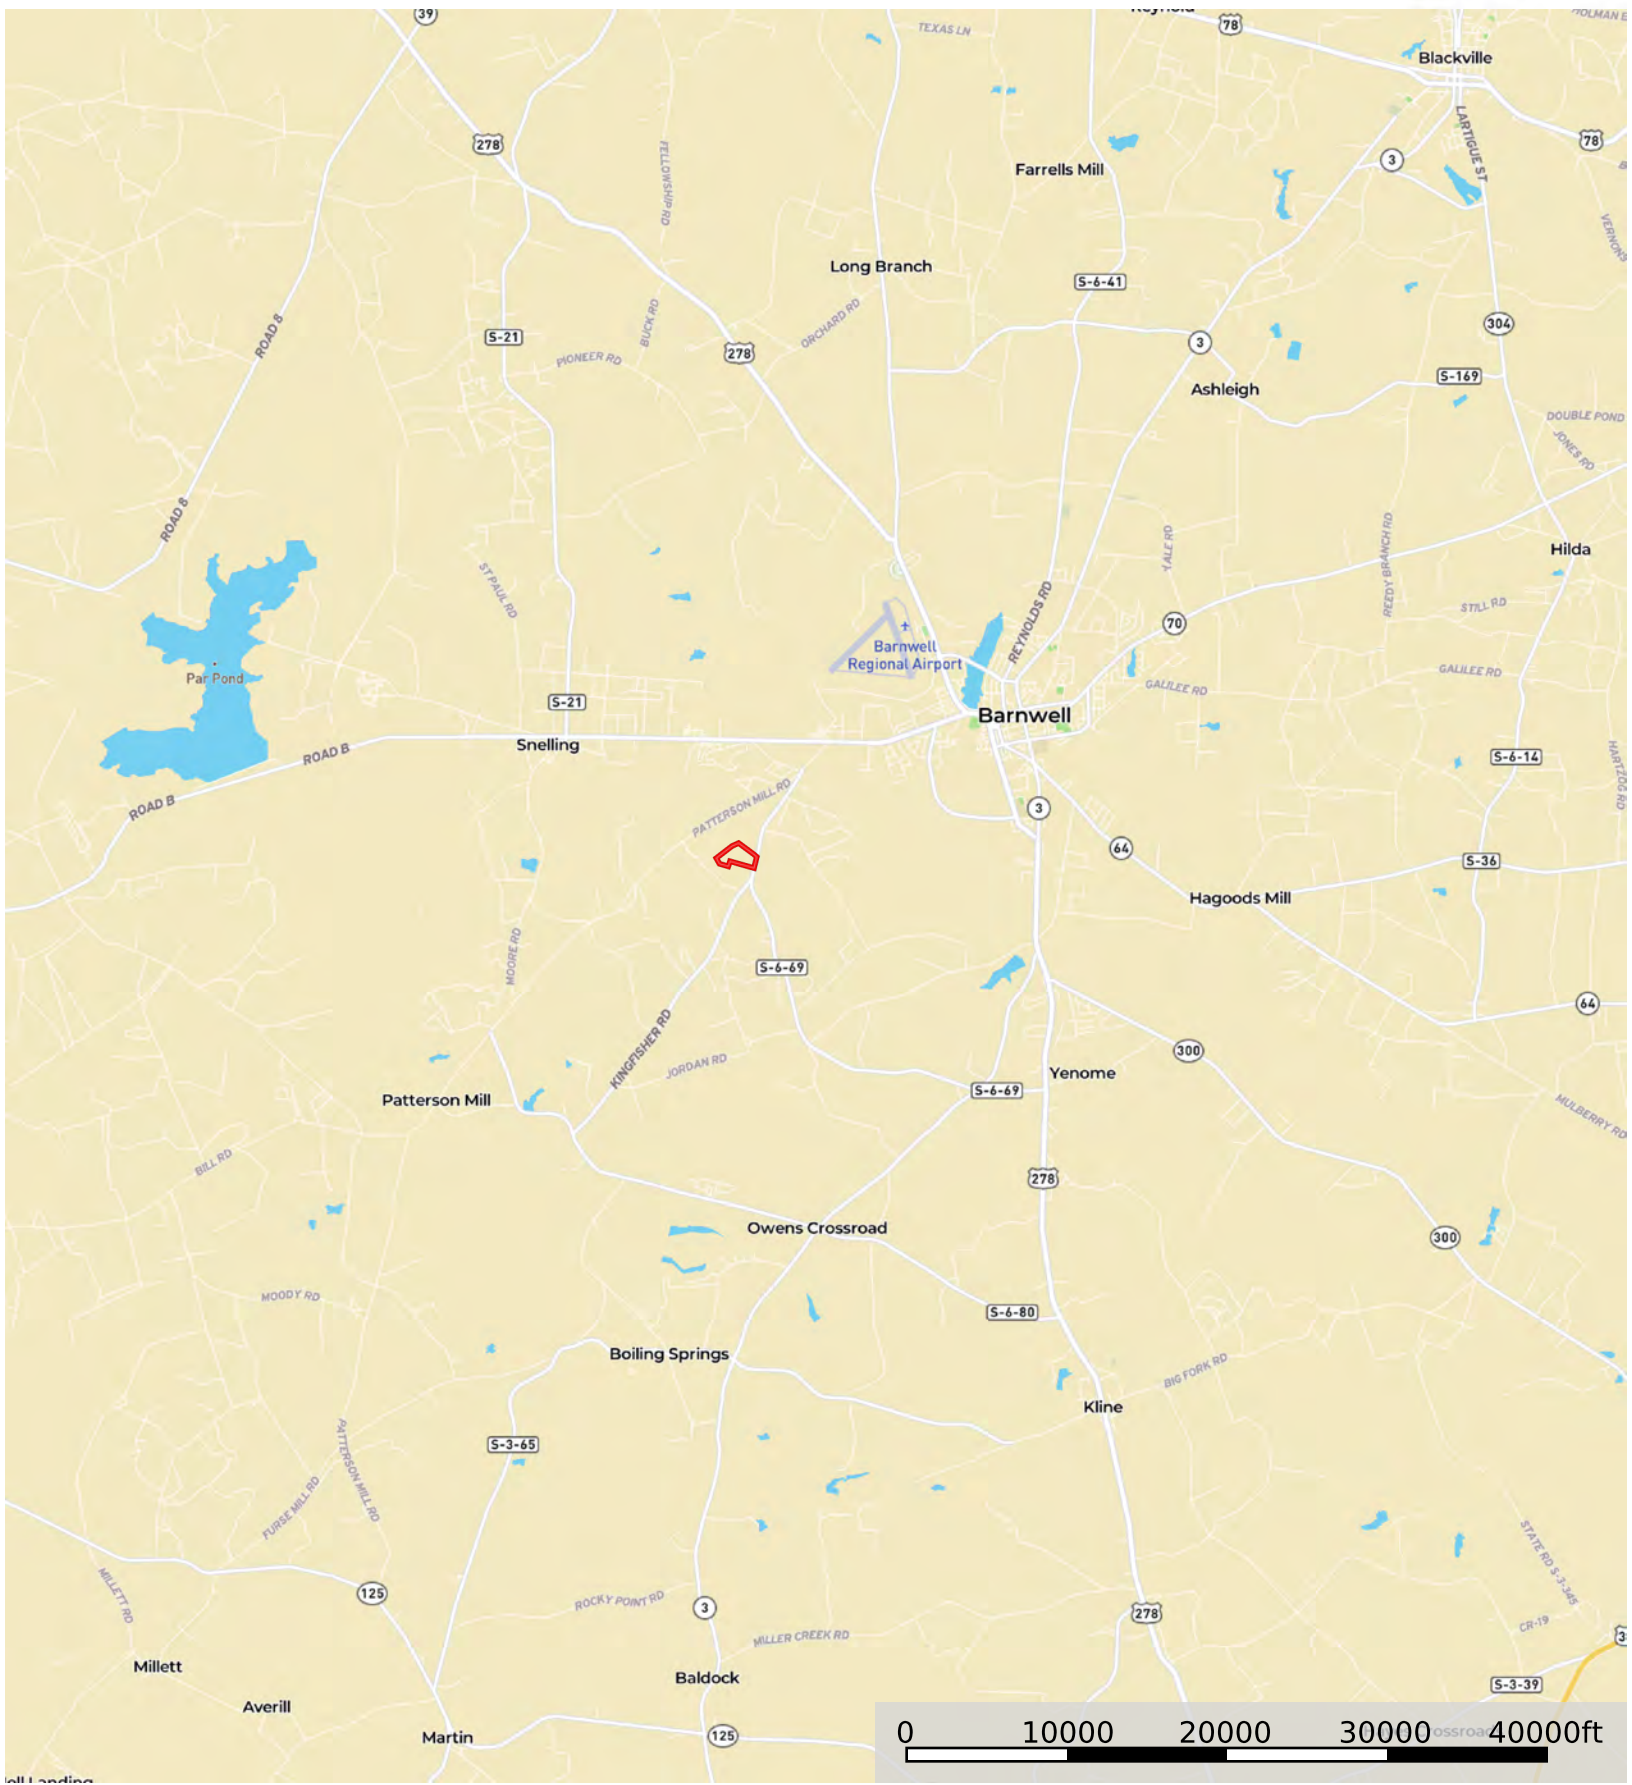 39
TEXAS LN
78
HOLMAN
Blackville
278
LARTIGUE ST
78
3
FELLOWSHIP RD
Farrells Mill
VERNONS
Long Branch
S-6-41
BUCK RD
ORCHARD RD
304
ROAD 8
S-21
3
PIONEER RD
278
S-169
Ashleigh
DOUBLE POND
JONES RD
ROAD 8
YALE RD
REEDY BRANCH RD
Hilda
ST PAUL RD
REYNOLDS RD
STILL RD
70
Barnwell
Regional Airport
Par Pond
GALILEE RD
GALILEE RD
S-21
Barnwell
Snelling
ROAD B
S-6-14
HARTZOG RD
ROAD B
PATTERSON MILL RD
3
64
S-36
Hagoods Mill
MOORE RD
S-6-69
64
KINGFISHER RD
300
JORDAN RD
Yenome
S-6-69
Patterson Mill
MULBERRY RD
BILL RD
278
Owens Crossroad
300
MOODY RD
S-6-80
Boiling Springs
BIG FORK RD
Kline
PATTERSON MILL RD
S-3-65
FURSE MILL RD
STATE RD S-3-345
MILLETT RD
125
ROCKY POINT RD
3
278
CR-19
MILLER CREEK RD
Millett
Baldock
S-3-39
Averill
Martin
125
0 10000 20000 30000 40000ft